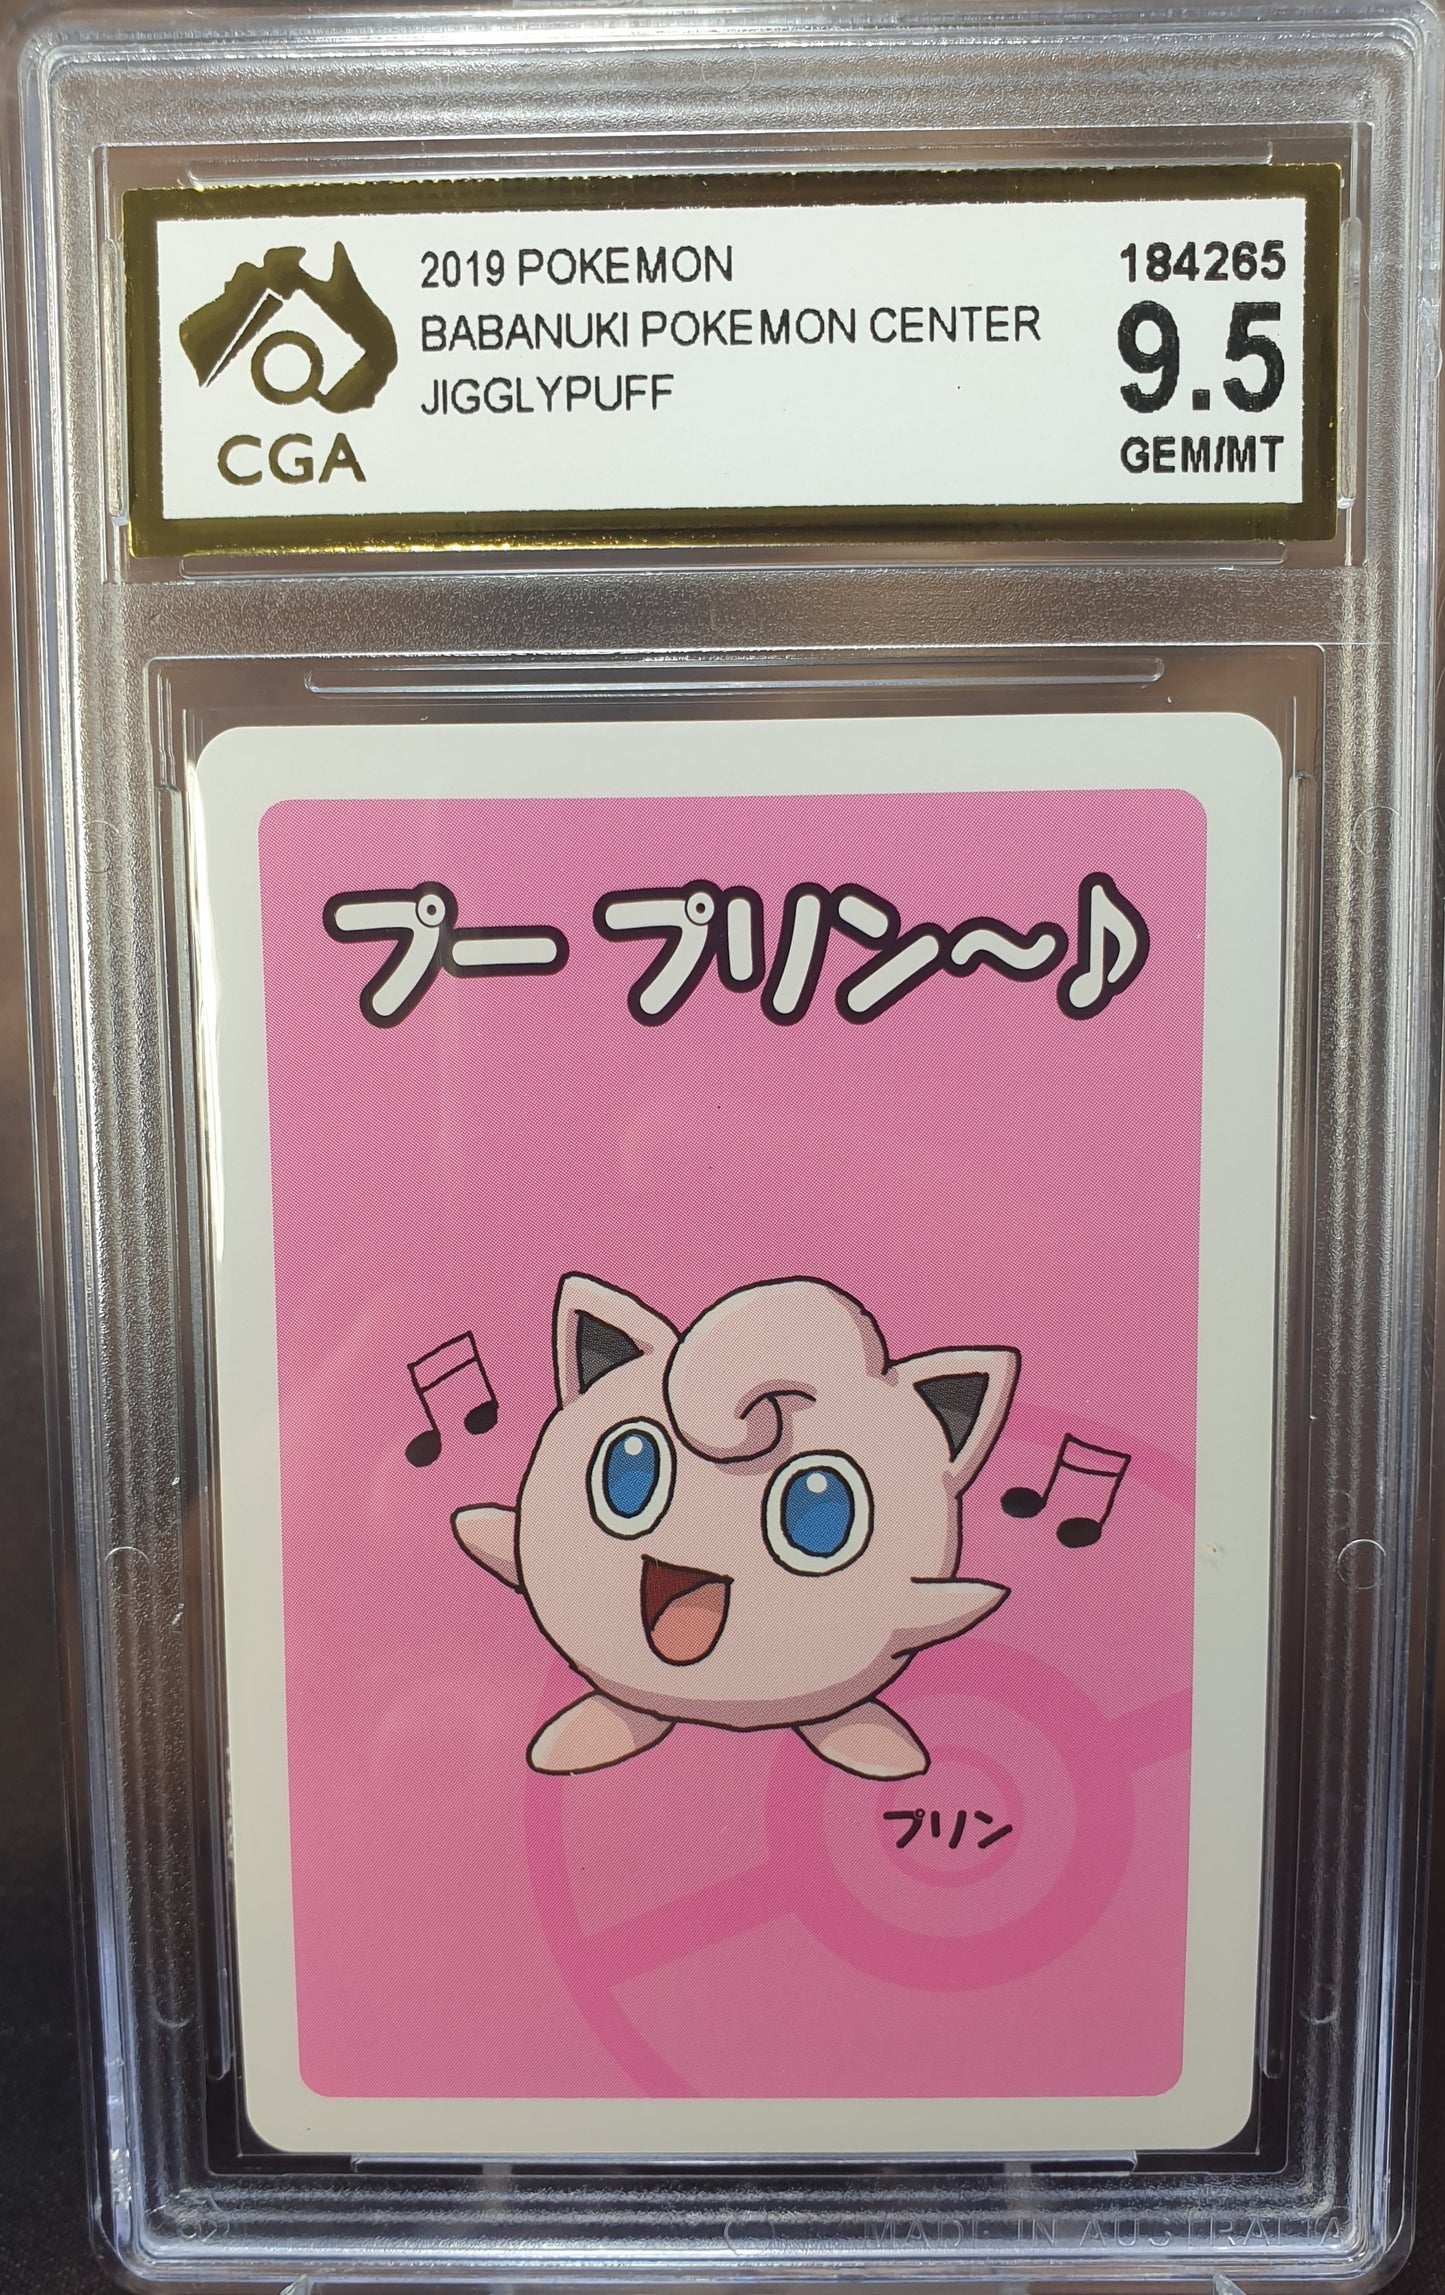 2019 POKEMON
184265
BABANUKI POKEMON CENTER
9.5
JIGGLYPUFF
GEM/MT
CGA
プー プリン〜♪
プリン
MADE IN AUSTRALIA